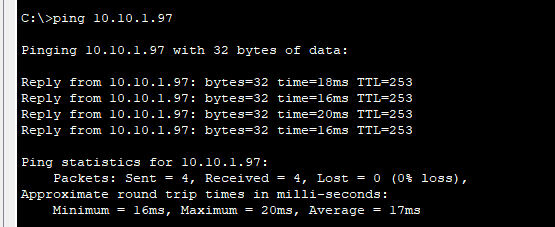 C:\>ping 10.10.1.97
Pinging 10.10.1.97 with 32 bytes of data:
Reply from 10.10.1.97: bytes=32 time=18ms TTL=253
Reply from 10.10.1.97: bytes=32 time=16ms TTL=253
Reply from 10.10.1.97: bytes=32 time=20ms TTL=253
Reply from 10.10.1.97: bytes=32 time=16ms TTL=253
Ping statistics for 10.10.1.97:
Packets: Sent = 4, Received = 4, Lost = 0 (0% loss),
Approximate round trip times in milli-seconds:
Minimum = 16ms, Maximum = 20ms, Average = 17ms